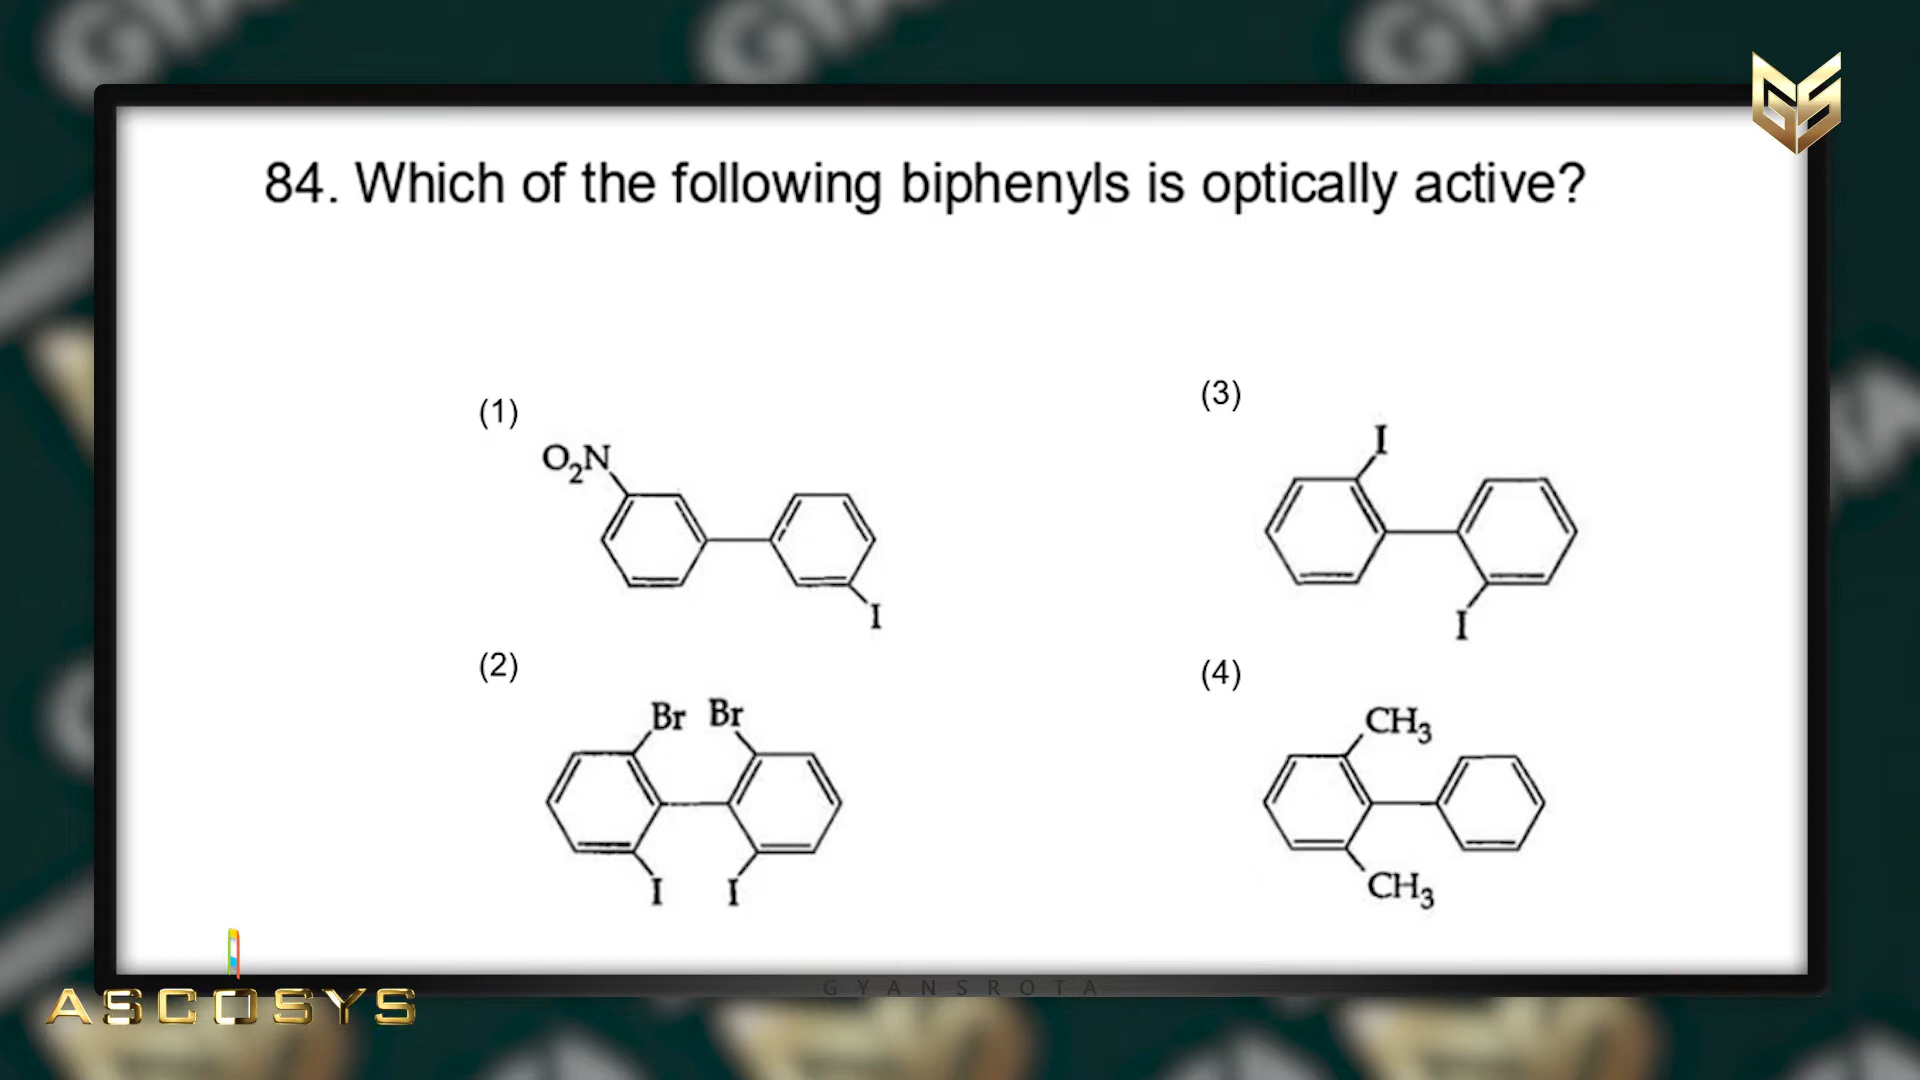 84. Which of the following biphenyls is optically active?
(1)
O₂N
I
(2)
Br Br
I I
(3)
I
I
(4)
CH₃
CH₃
GYANSROTA
ASCOSYS
GS